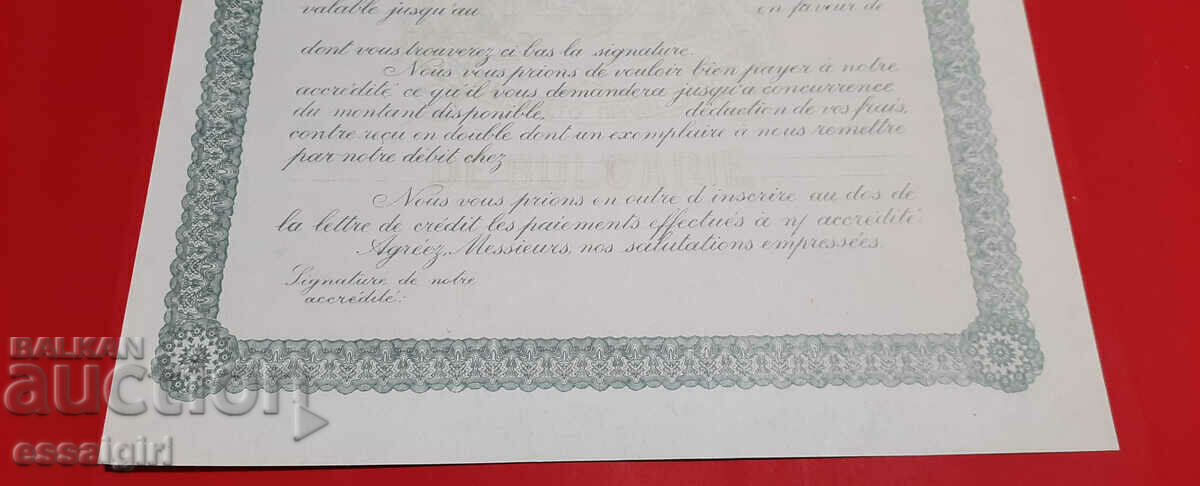 valable jusqu'au en faveur de
dont vous trouverez ci bas la signature.
Nous vous prions de vouloir bien payer à notre
accrédité ce qu'il vous demandera jusqu'a concurrence
du montant disponible, déduction de vos frais,
contre reçu en double dont un exemplaire à nous remettre
par notre débit chez
DE BULGARIE
Nous vous prions en outre d'inscrire au dos de
la lettre de crédit les paiements effectués à n/ accrédité
Agréez, Messieurs, nos salutations empressées.
Signature de notre
accrédité:
BALKAN
auction
essaigirl